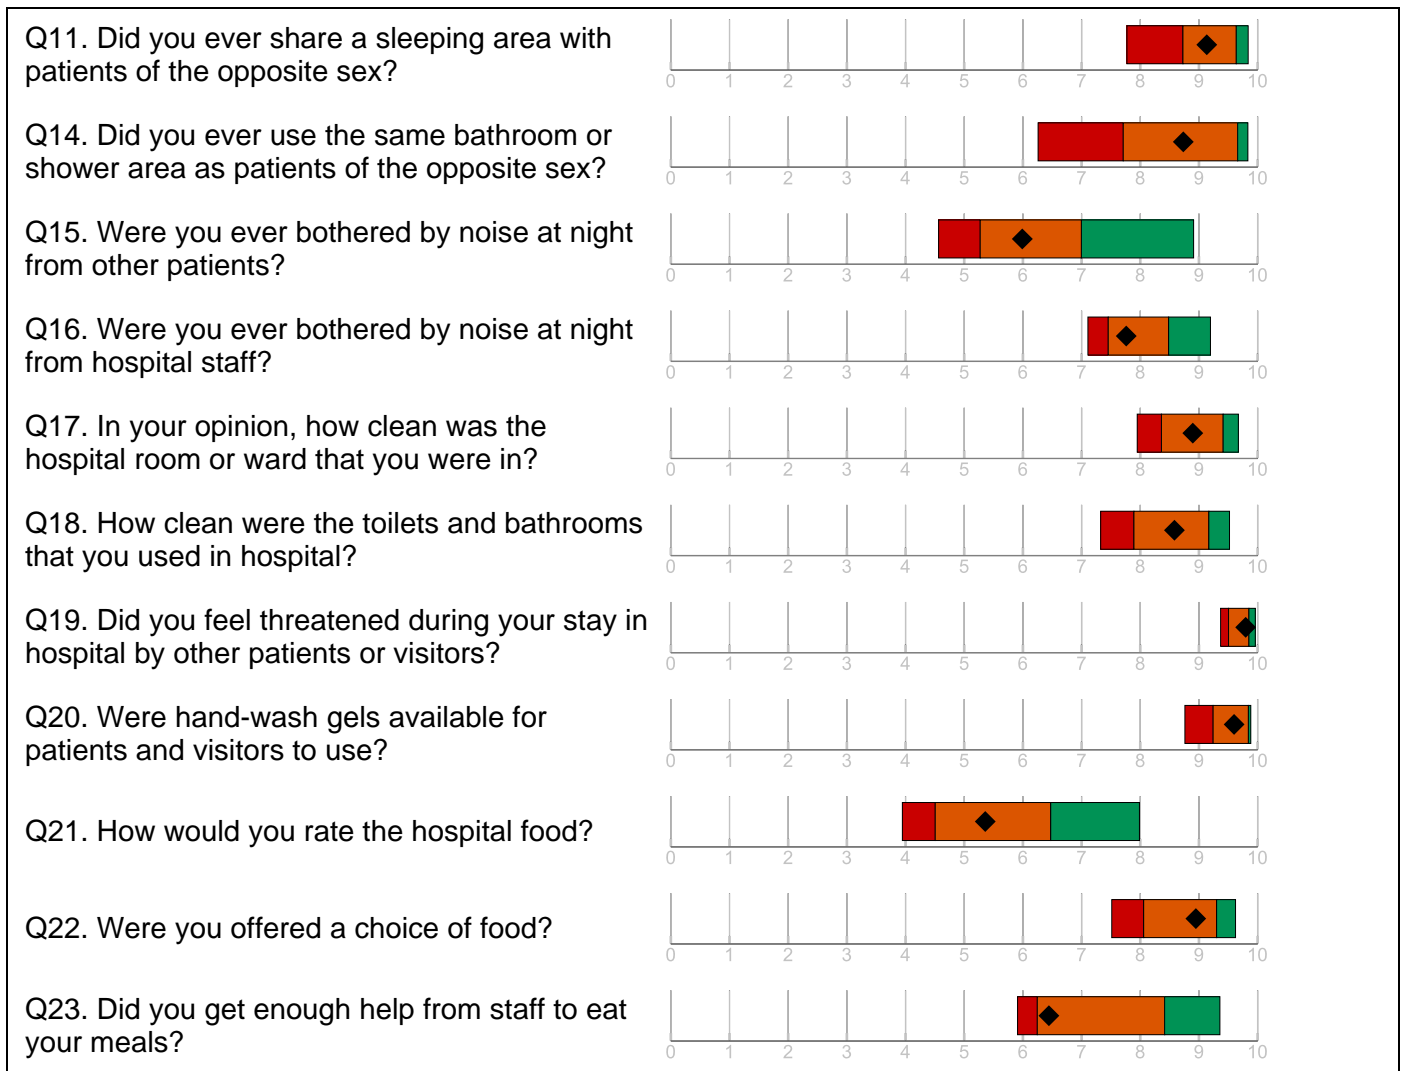 Q11. Did you ever share a sleeping area with
patients of the opposite sex?
0 1 2 3 4 5 6 7 8 9 10
Q14. Did you ever use the same bathroom or
shower area as patients of the opposite sex?
0 1 2 3 4 5 6 7 8 9 10
Q15. Were you ever bothered by noise at night
from other patients?
0 1 2 3 4 5 6 7 8 9 10
Q16. Were you ever bothered by noise at night
from hospital staff?
0 1 2 3 4 5 6 7 8 9 10
Q17. In your opinion, how clean was the
hospital room or ward that you were in?
0 1 2 3 4 5 6 7 8 9 10
Q18. How clean were the toilets and bathrooms
that you used in hospital?
0 1 2 3 4 5 6 7 8 9 10
Q19. Did you feel threatened during your stay in
hospital by other patients or visitors?
0 1 2 3 4 5 6 7 8 9 10
Q20. Were hand-wash gels available for
patients and visitors to use?
0 1 2 3 4 5 6 7 8 9 10
Q21. How would you rate the hospital food?
0 1 2 3 4 5 6 7 8 9 10
Q22. Were you offered a choice of food?
0 1 2 3 4 5 6 7 8 9 10
Q23. Did you get enough help from staff to eat
your meals?
0 1 2 3 4 5 6 7 8 9 10